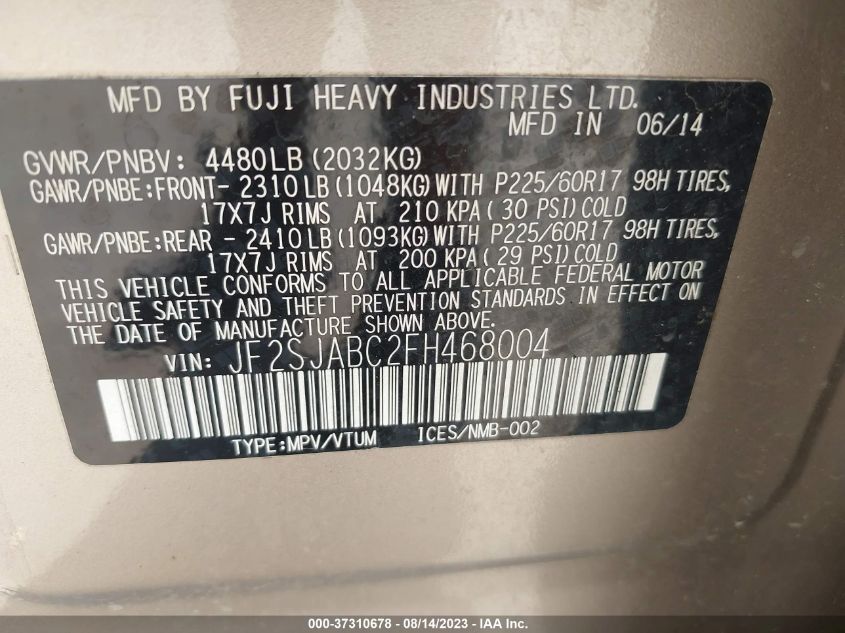 MFD BY FUJI HEAVY INDUSTRIES LTD.
MFD IN 06/14
GVWR/PNBV: 4480LB(2032KG)
GAWR/PNBE:FRONT- 2310LB(1048KG)WITH P225/60R17 98H TIRES,
17X7J RIMS AT 210 KPA(30 PSI)COLD
GAWR/PNBE:REAR - 2410LB(1093KG)WITH P225/60R17 98H TIRES,
17X7J RIMS AT 200 KPA(29 PSI)COLD
THIS VEHICLE CONFORMS TO ALL APPLICABLE FEDERAL MOTOR
VEHICLE SAFETY AND THEFT PREVENTION STANDARDS IN EFFECT ON
THE DATE OF MANUFACTURE SHOWN ABOVE.
VIN: JF2SJABC2FH468004
TYPE:MPV/VTUM ICES/NMB-002
000-37310678 - 08/14/2023 - IAA Inc.